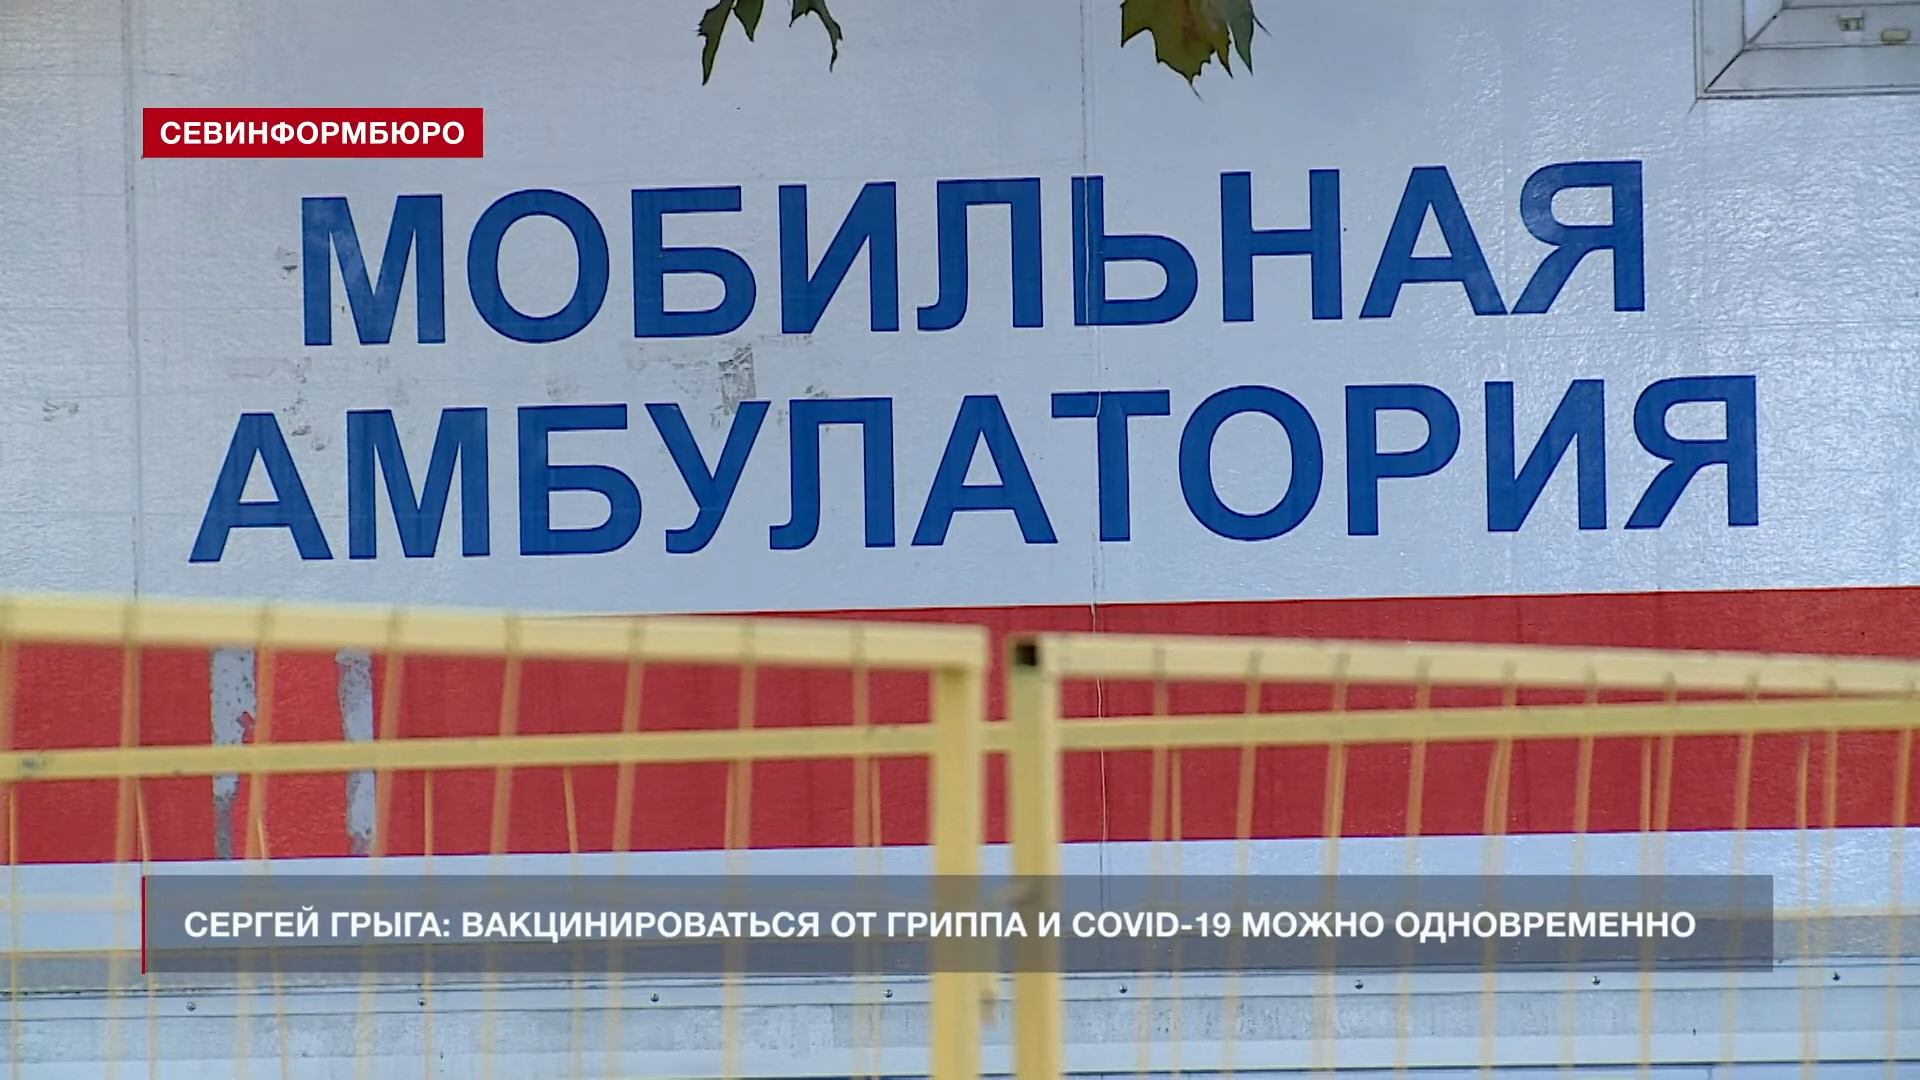 СЕВИНФОРМБЮРО
МОБИЛЬНАЯ
АМБУЛАТОРИЯ
СЕРГЕЙ ГРЫГА: ВАКЦИНИРОВАТЬСЯ ОТ ГРИППА И COVID-19 МОЖНО ОДНОВРЕМЕННО